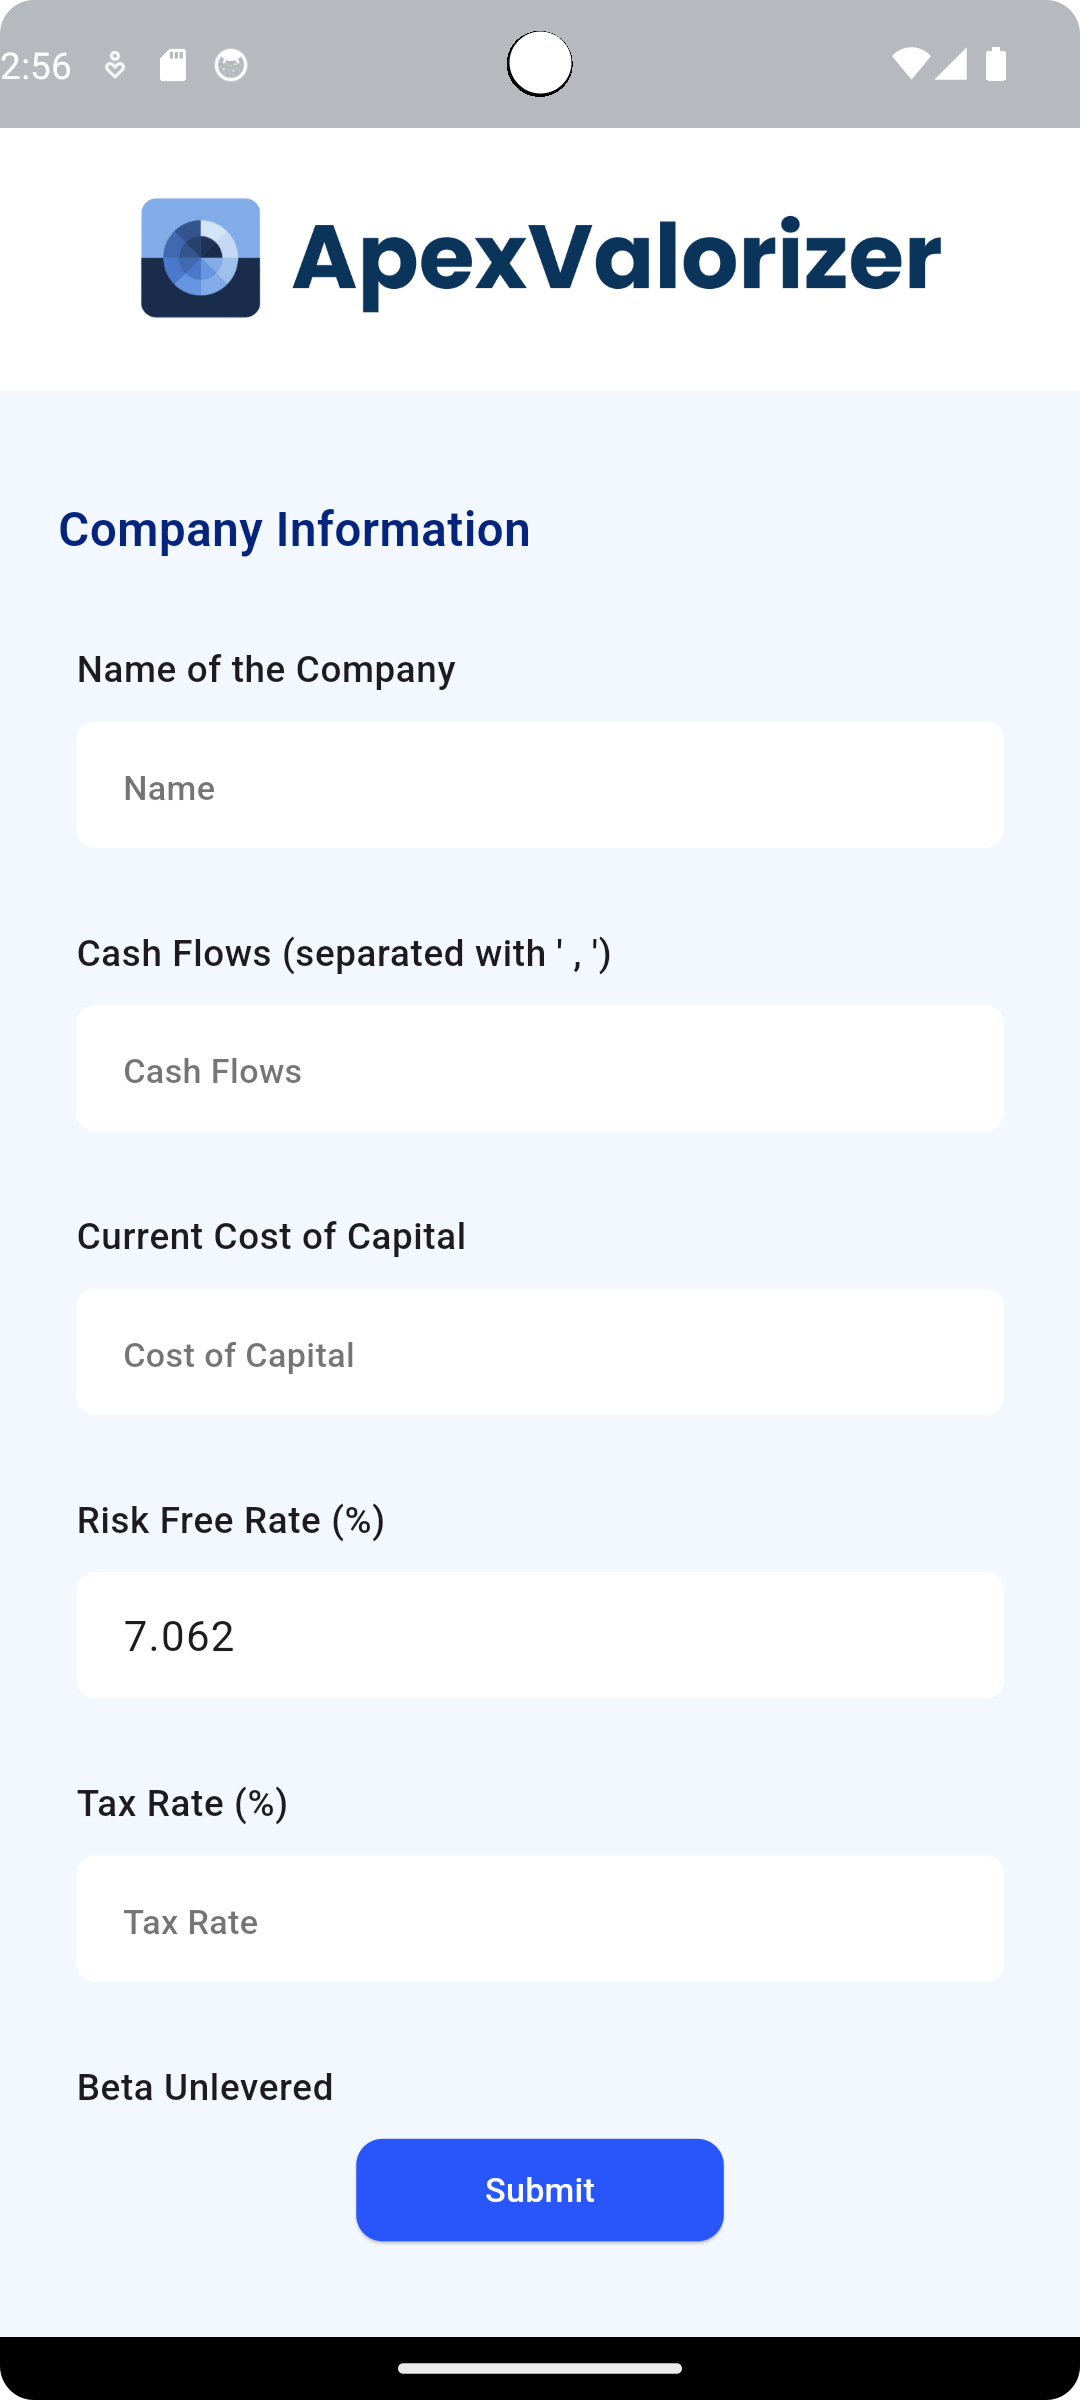 2:56
ApexValorizer
Company Information
Name of the Company
Name
Cash Flows (separated with ' , ')
Cash Flows
Current Cost of Capital
Cost of Capital
Risk Free Rate (%)
7.062
Tax Rate (%)
Tax Rate
Beta Unlevered
Submit